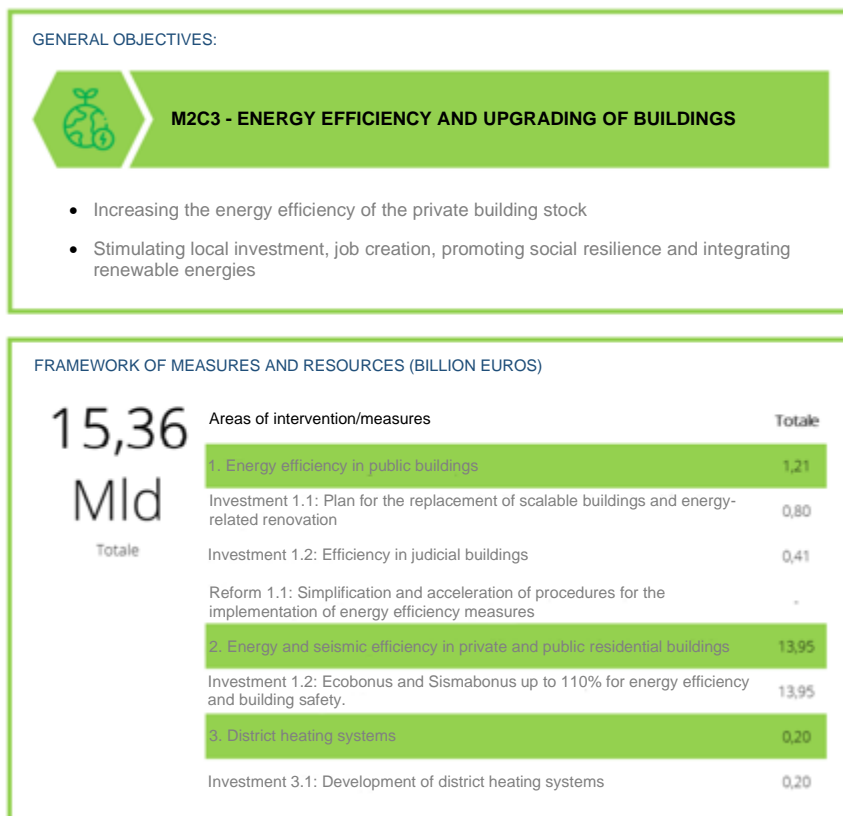 GENERAL OBJECTIVES:
M2C3 - ENERGY EFFICIENCY AND UPGRADING OF BUILDINGS
• Increasing the energy efficiency of the private building stock
• Stimulating local investment, job creation, promoting social resilience and integrating
renewable energies
FRAMEWORK OF MEASURES AND RESOURCES (BILLION EUROS)
15,36
Mld
Totale
Areas of intervention/measures Totale
1. Energy efficiency in public buildings 1,21
Investment 1.1: Plan for the replacement of scalable buildings and energy-
related renovation 0,80
Investment 1.2: Efficiency in judicial buildings 0,41
Reform 1.1: Simplification and acceleration of procedures for the
implementation of energy efficiency measures -
2. Energy and seismic efficiency in private and public residential buildings 13,95
Investment 1.2: Ecobonus and Sismabonus up to 110% for energy efficiency
and building safety. 13,95
3. District heating systems 0,20
Investment 3.1: Development of district heating systems 0,20